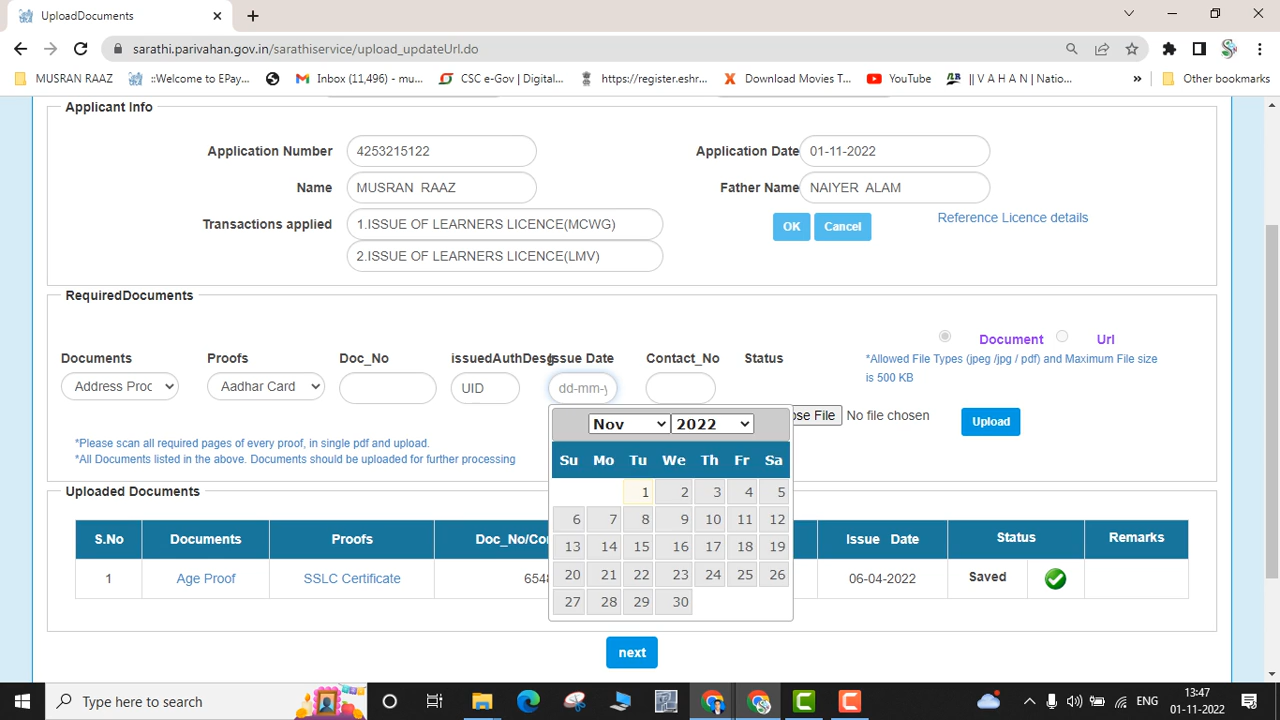 UploadDocuments
sarathi.parivahan.gov.in/sarathiservice/upload_updateUrl.do
MUSRAN RAAZ ::Welcome to EPay... Inbox (11,496) - mu... CSC e-Gov | Digital... https://register.eshr... Download Movies T... YouTube || V A H A N | Natio... » Other bookmarks
Applicant Info
Application Number 4253215122 Application Date 01-11-2022
Name MUSRAN RAAZ Father Name NAIYER ALAM
Transactions applied 1.ISSUE OF LEARNERS LICENCE(MCWG) OK Cancel Reference Licence details
2.ISSUE OF LEARNERS LICENCE(LMV)
RequiredDocuments
Document Url
Documents Proofs Doc_No issuedAuthDesg Issue Date Contact_No Status *Allowed File Types (jpeg /jpg / pdf) and Maximum File size
is 500 KB
Address Proo Aadhar Card UID dd-mm-y
ose File No file chosen Upload
*Please scan all required pages of every proof, in single pdf and upload.
*All Documents listed in the above. Documents should be uploaded for further processing
Nov 2022
Su Mo Tu We Th Fr Sa
1 2 3 4 5
6 7 8 9 10 11 12
13 14 15 16 17 18 19
20 21 22 23 24 25 26
27 28 29 30
Uploaded Documents
S.No Documents Proofs Doc_No/Con Issue Date Status Remarks
1 Age Proof SSLC Certificate 6548 06-04-2022 Saved
next
Type here to search ENG 13:47
01-11-2022